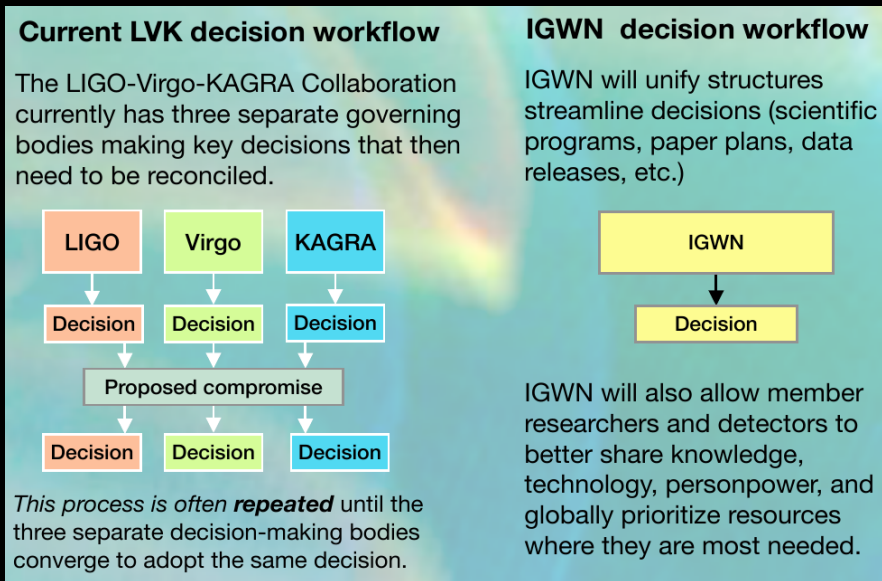 Current LVK decision workflow
The LIGO-Virgo-KAGRA Collaboration
currently has three separate governing
bodies making key decisions that then
need to be reconciled.
LIGO
Virgo
KAGRA
Decision
Decision
Decision
Proposed compromise
Decision
Decision
Decision
This process is often repeated until the
three separate decision-making bodies
converge to adopt the same decision.
IGWN decision workflow
IGWN will unify structures
streamline decisions (scientific
programs, paper plans, data
releases, etc.)
IGWN
Decision
IGWN will also allow member
researchers and detectors to
better share knowledge,
technology, personpower, and
globally prioritize resources
where they are most needed.